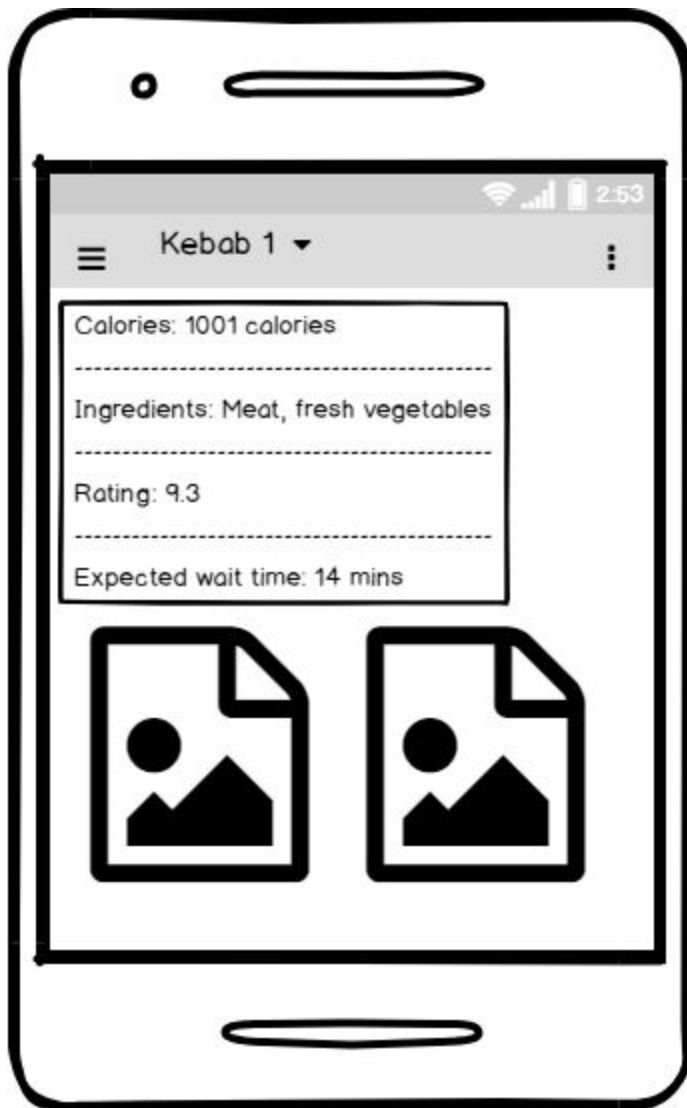 2:53
Kebab 1
Calories: 1001 calories
------------------------------------------
Ingredients: Meat, fresh vegetables
------------------------------------------
Rating: 9.3
------------------------------------------
Expected wait time: 14 mins